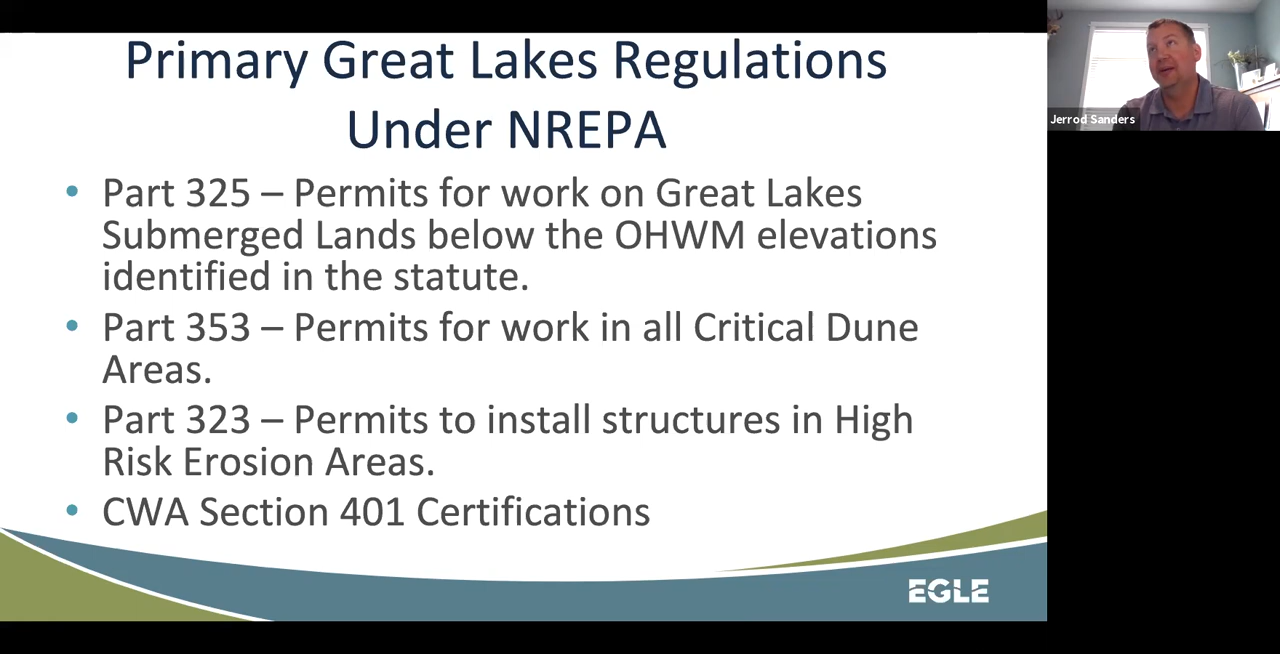 Primary Great Lakes Regulations
Under NREPA
• Part 325 – Permits for work on Great Lakes
Submerged Lands below the OHWM elevations
identified in the statute.
• Part 353 – Permits for work in all Critical Dune
Areas.
• Part 323 – Permits to install structures in High
Risk Erosion Areas.
• CWA Section 401 Certifications
EGLE
Jerrod Sanders